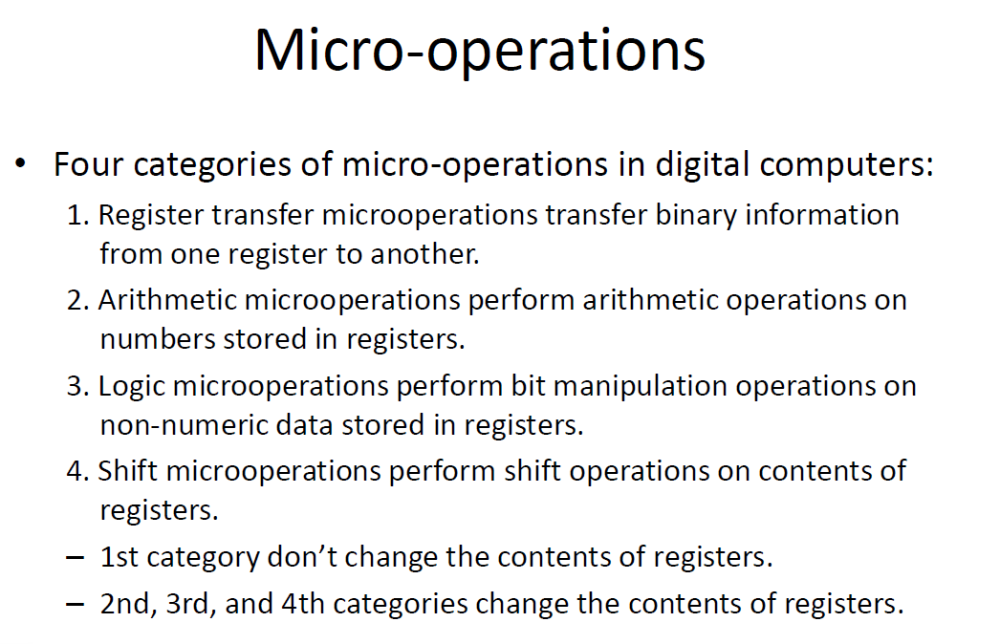 Micro-operations
• Four categories of micro-operations in digital computers:
1. Register transfer microoperations transfer binary information
from one register to another.
2. Arithmetic microoperations perform arithmetic operations on
numbers stored in registers.
3. Logic microoperations perform bit manipulation operations on
non-numeric data stored in registers.
4. Shift microoperations perform shift operations on contents of
registers.
– 1st category don’t change the contents of registers.
– 2nd, 3rd, and 4th categories change the contents of registers.